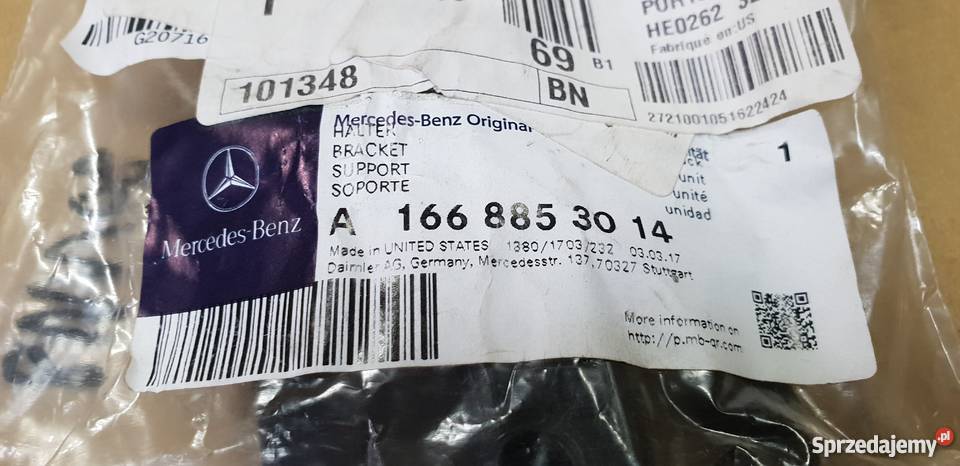 G20716
69 B1
101348
BN
HE0262
Fabriqué en:US
2721001051622424
Mercedes-Benz
Mercedes-Benz Original
HALTER
BRACKET
SUPPORT
SOPORTE
unit
unité
unidad
1
A 166 885 30 14
Made in UNITED STATES 1380/1703/232 03.03.17
Daimler AG, Germany, Mercedesstr. 137,70327 Stuttgart
More information on
http://p.mb-qr.com
Sprzedajemy.pl